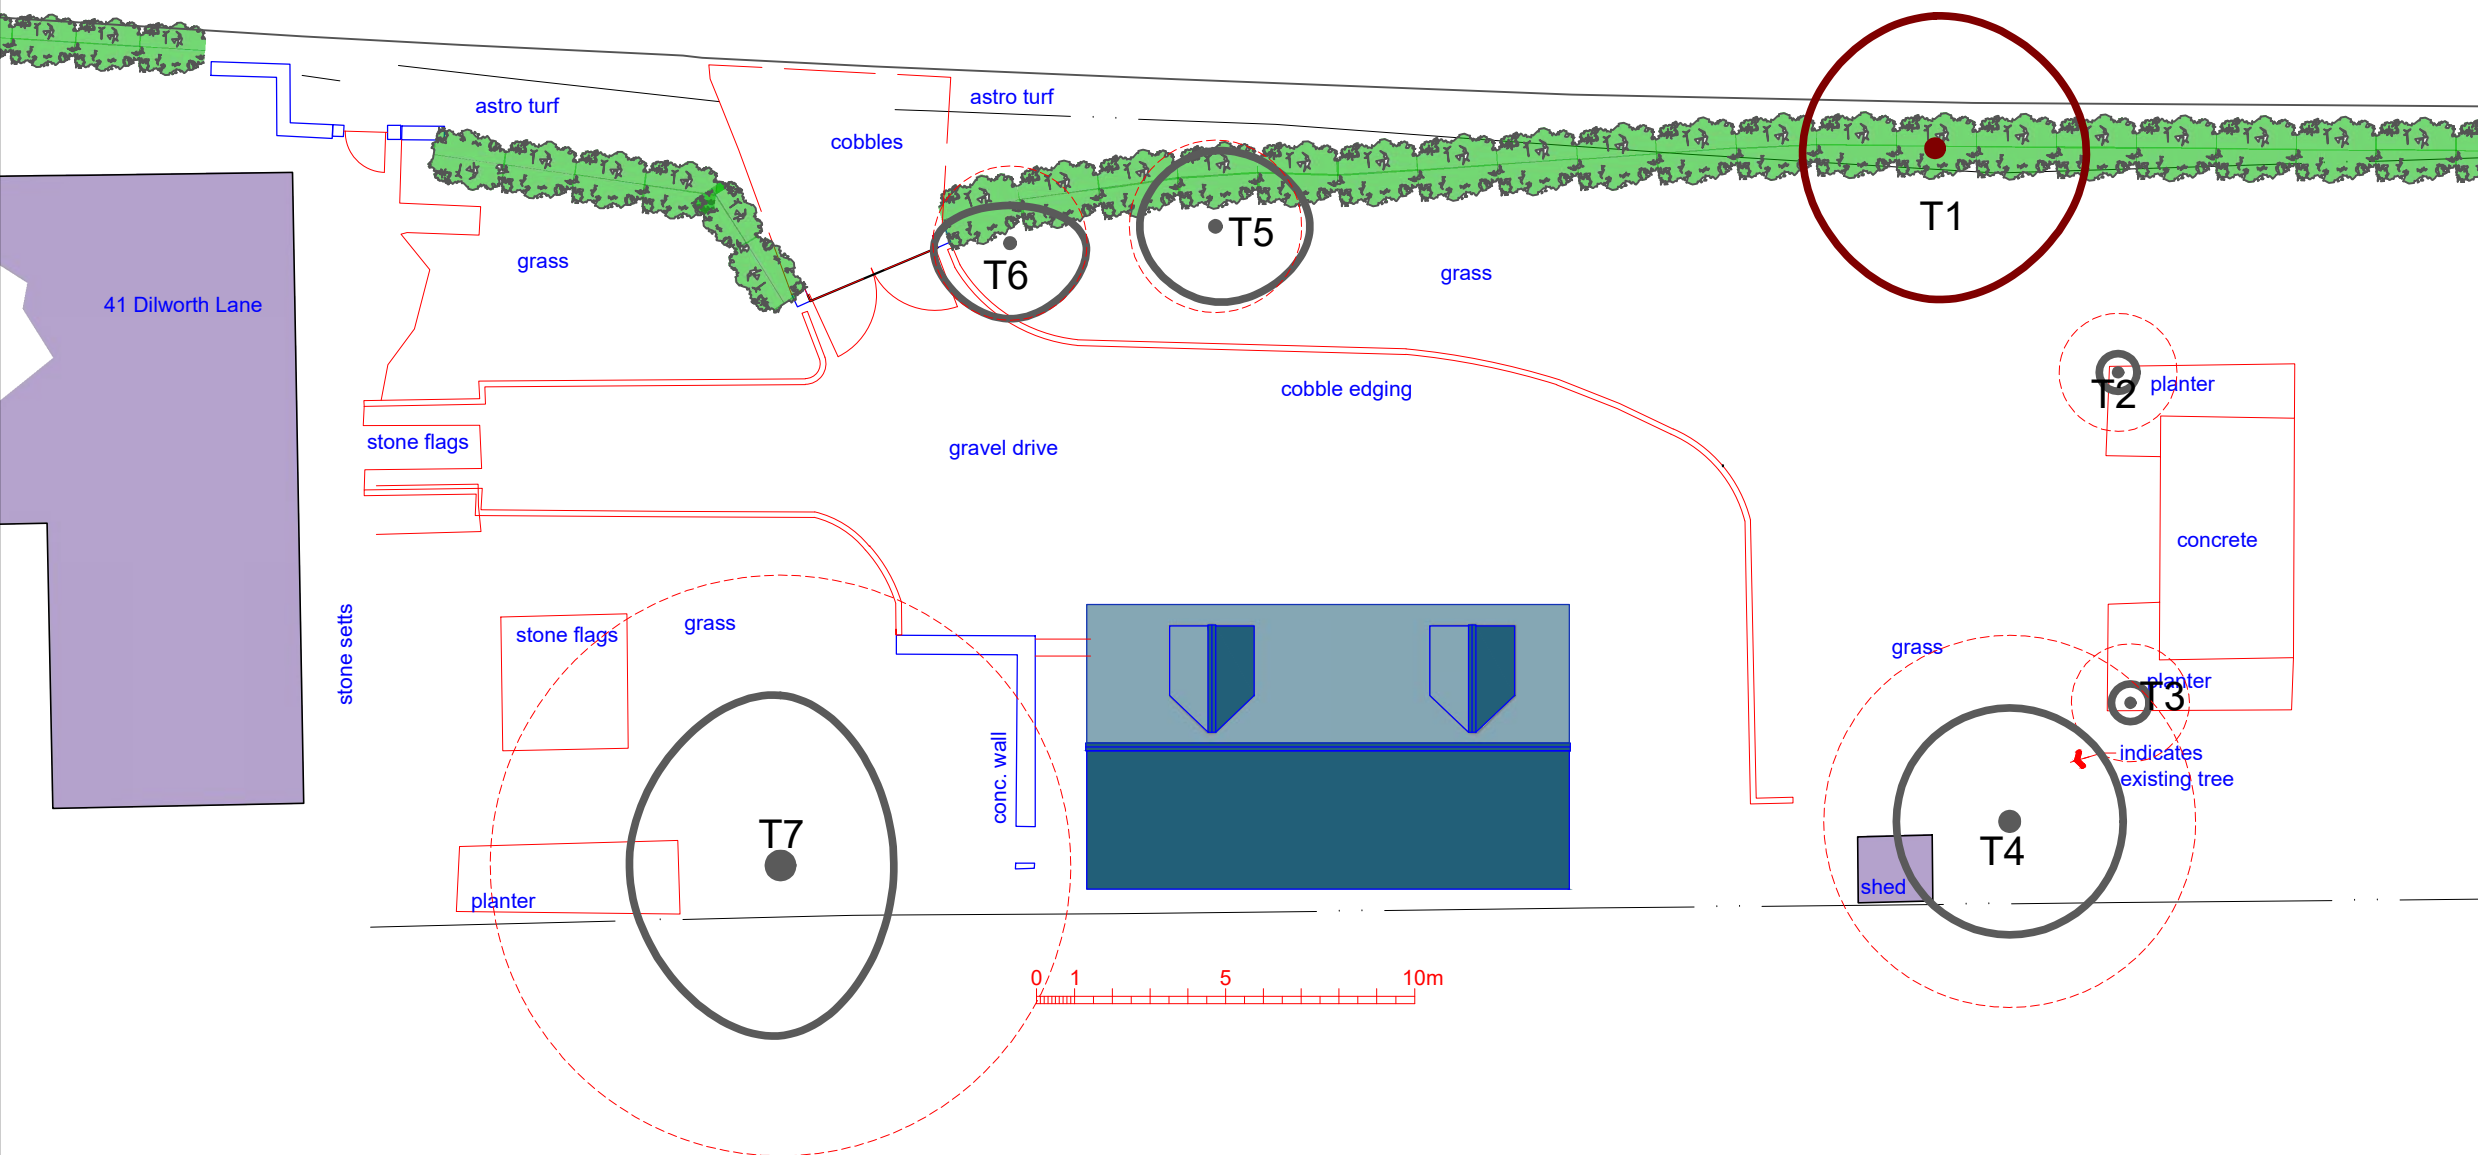 astro turf
astro turf
cobbles
T1
T5
T6
grass
grass
41 Dilworth Lane
T2
planter
cobble edging
stone flags
gravel drive
concrete
stone setts
stone flags
grass
grass
planter
T3
conc. wall
indicates
existing tree
T7
T4
shed
planter
0 1 5 10m